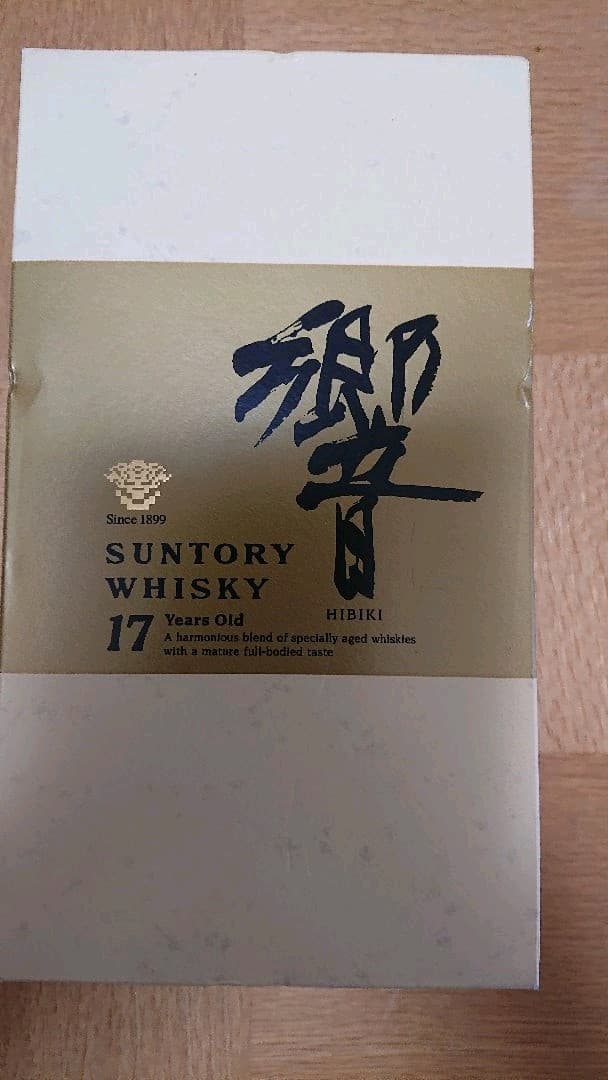 響
HIBIKI
Since 1899
SUNTORY
WHISKY
17 Years Old
A harmonious blend of specially aged whiskies
with a mature full-bodied taste